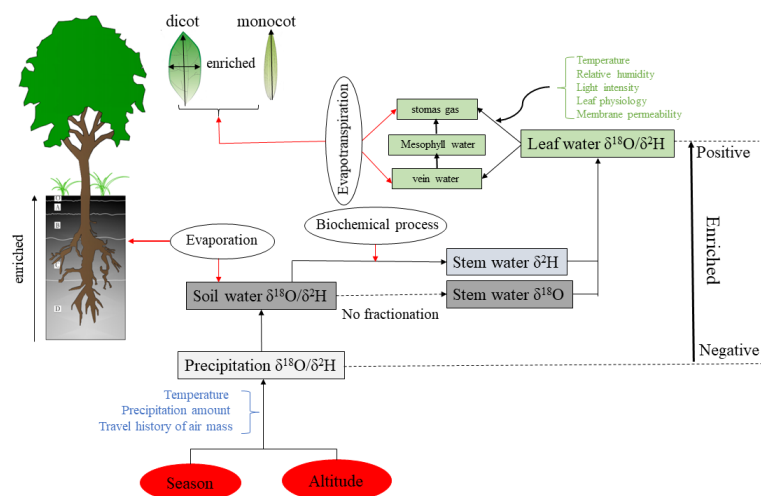 dicot
monocot
enriched
Temperature
Relative humidity
Light intensity
Leaf physiology
Membrane permeability
stomas gas
Mesophyll water
vein water
Evapotranspiration
Leaf water δ¹⁸O/δ²H
Positive
Enriched
Negative
enriched
A
B
C
D
Evaporation
Biochemical process
Stem water δ²H
Soil water δ¹⁸O/δ²H
No fractionation
Stem water δ¹⁸O
Precipitation δ¹⁸O/δ²H
Temperature
Precipitation amount
Travel history of air mass
Season
Altitude